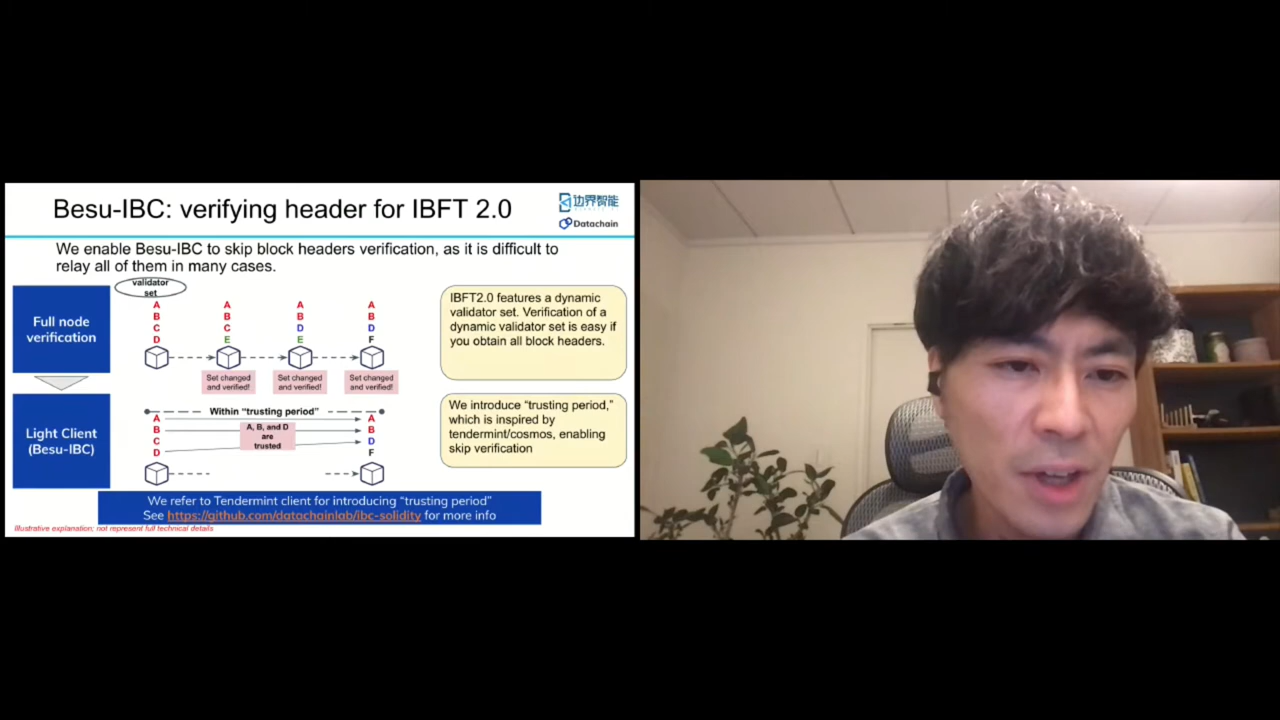 Besu-IBC: verifying header for IBFT 2.0
边界智能
Datachain
We enable Besu-IBC to skip block headers verification, as it is difficult to
relay all of them in many cases.
Full node
verification
validator
set
A A A A
B B B B
C C D D
D E E F
Set changed
and verified!
Set changed
and verified!
Set changed
and verified!
IBFT2.0 features a dynamic
validator set. Verification of a
dynamic validator set is easy if
you obtain all block headers.
Light Client
(Besu-IBC)
Within “trusting period”
A A
B B
C D
D F
A, B, and D
are
trusted
We introduce “trusting period,”
which is inspired by
tendermint/cosmos, enabling
skip verification
We refer to Tendermint client for introducing “trusting period”
See https://github.com/datachainlab/ibc-solidity for more info
Illustrative explanation; not represent full technical details